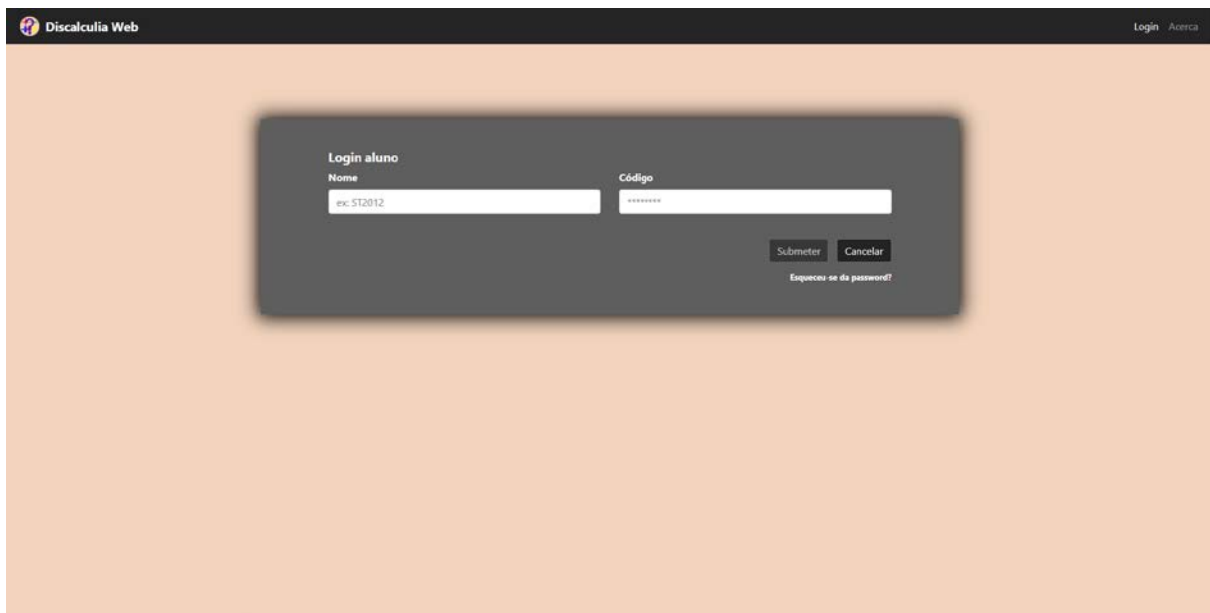 Discalculia Web
Login Acerca
Login aluno
Nome Código
ex: ST2012 ********
Submeter Cancelar
Esqueceu-se da password?